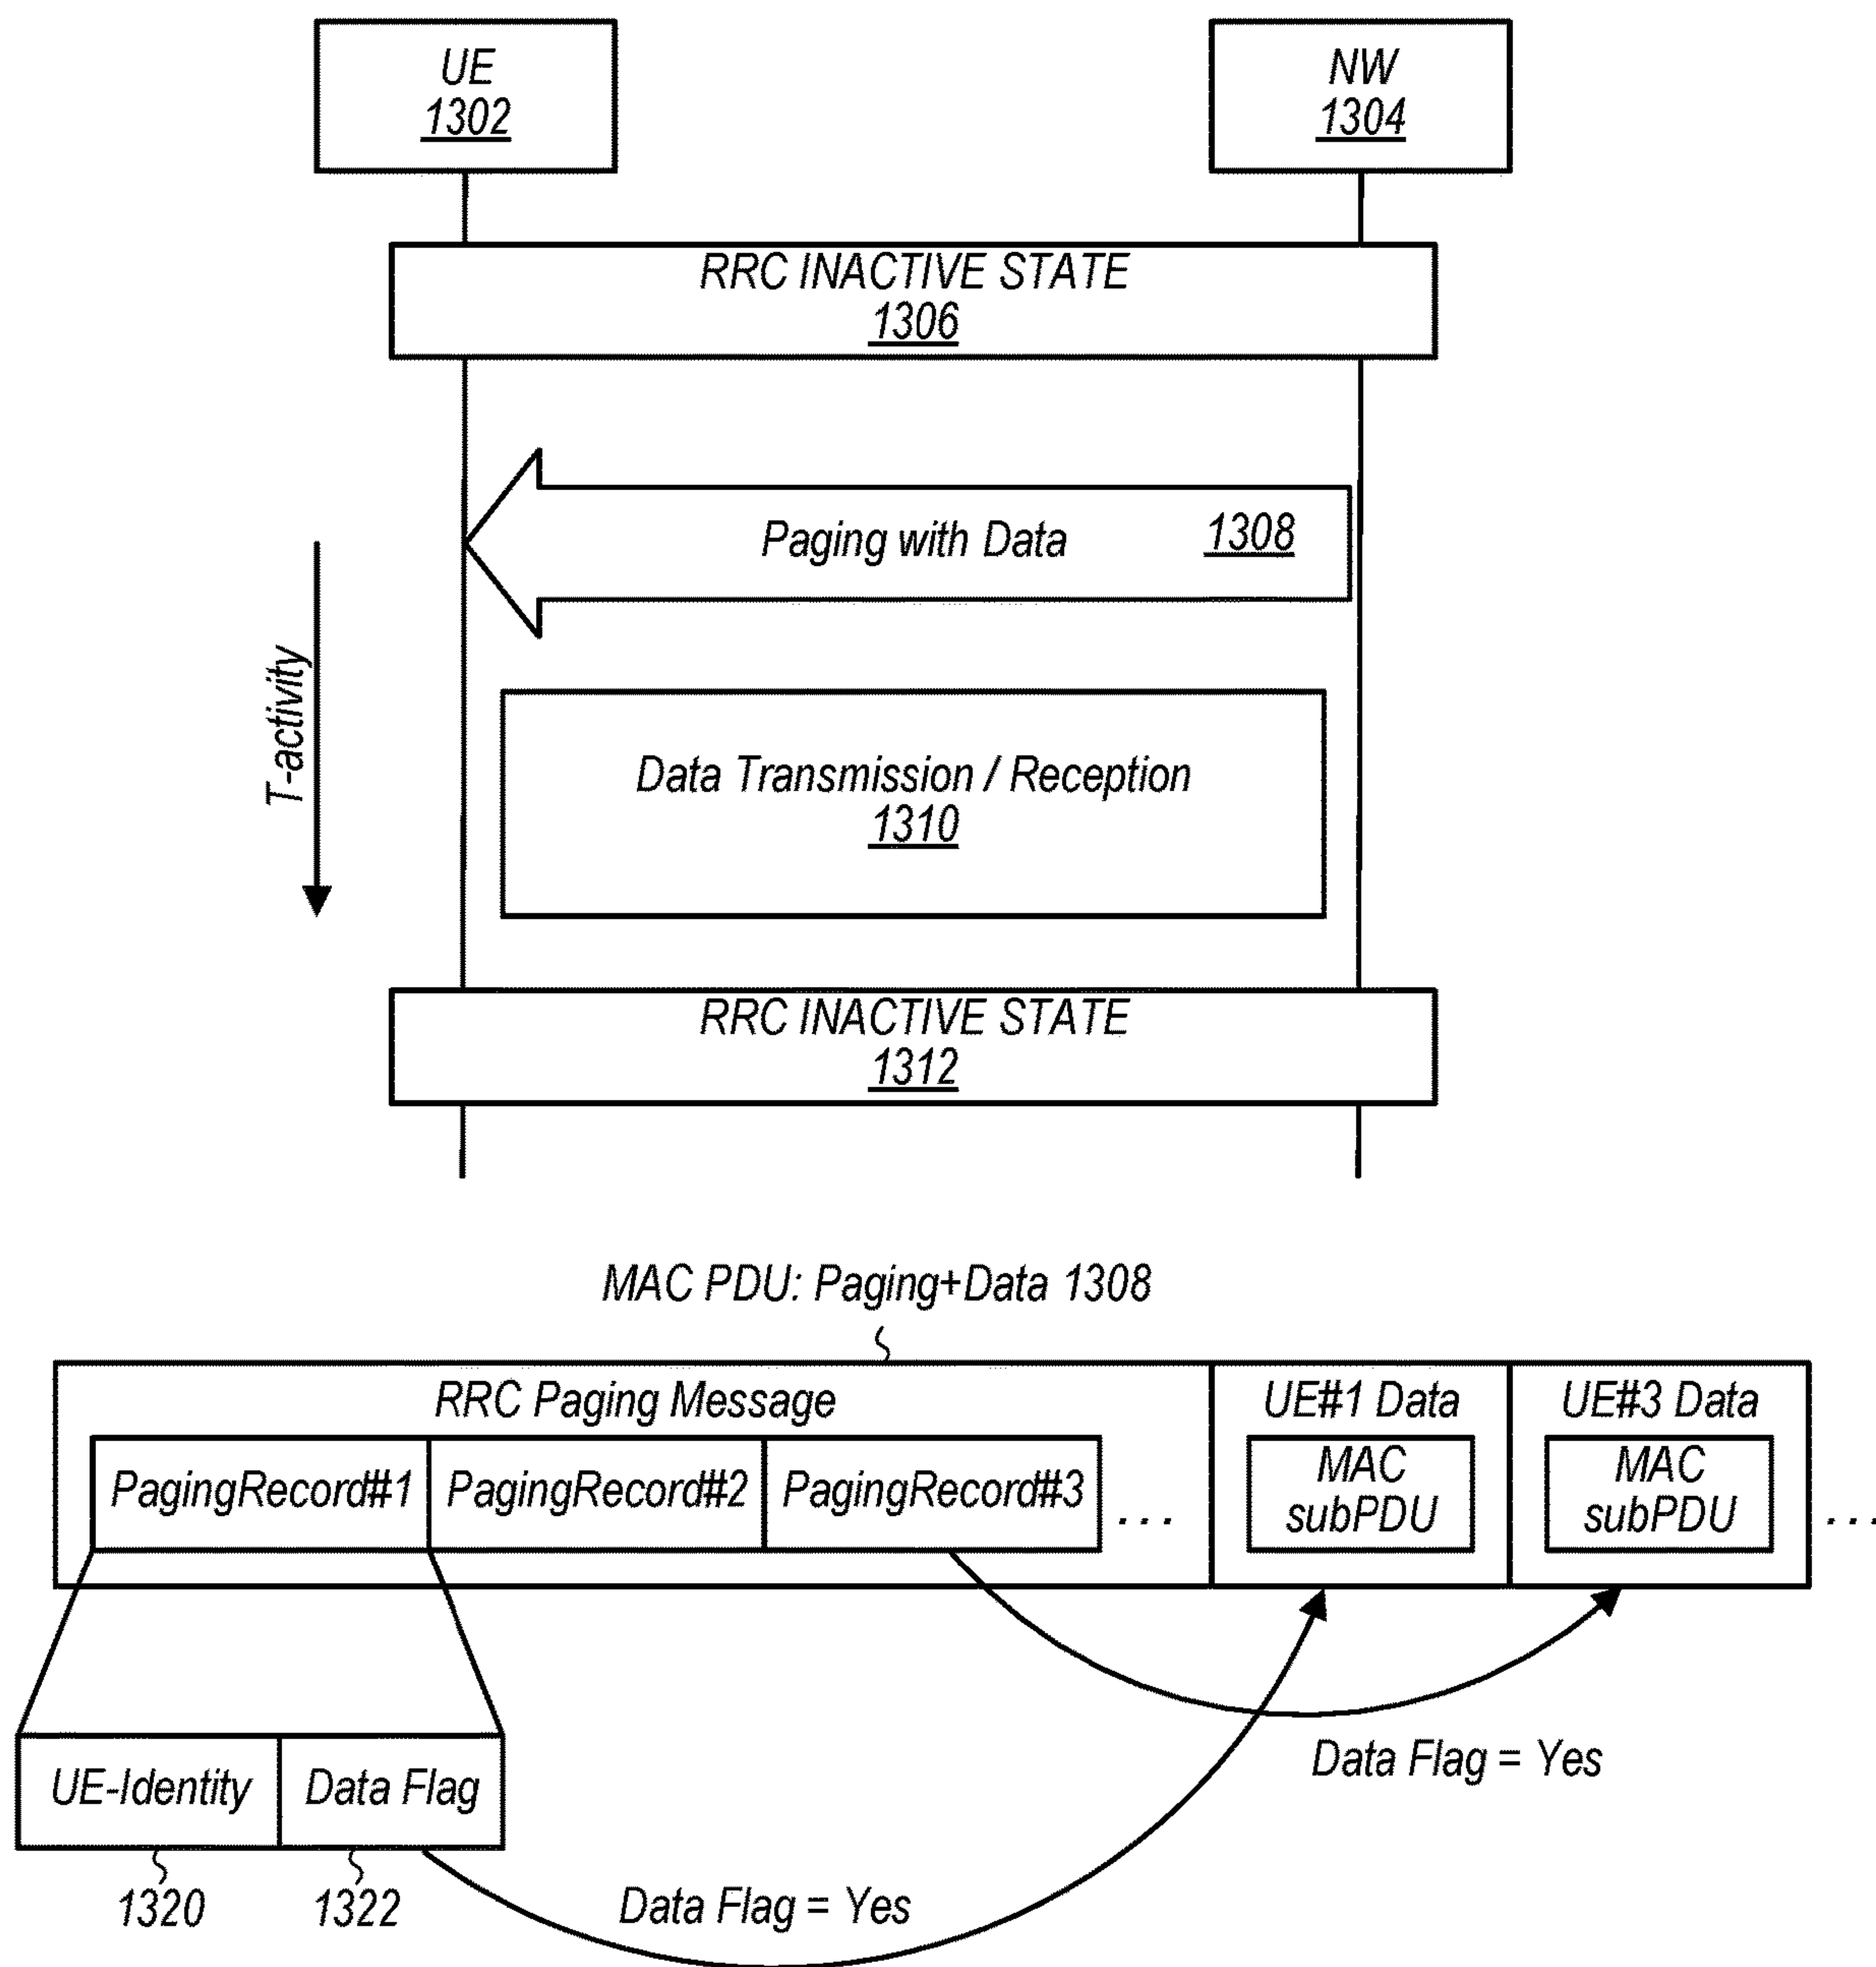 UE
1302
NW
1304
RRC INACTIVE STATE
1306
Paging with Data 1308
T-activity
Data Transmission / Reception
1310
RRC INACTIVE STATE
1312
MAC PDU: Paging+Data 1308
RRC Paging Message
UE#1 Data
UE#3 Data
PagingRecord#1
PagingRecord#2
PagingRecord#3
...
MAC
subPDU
MAC
subPDU
...
UE-Identity
Data Flag
1320
1322
Data Flag = Yes
Data Flag = Yes